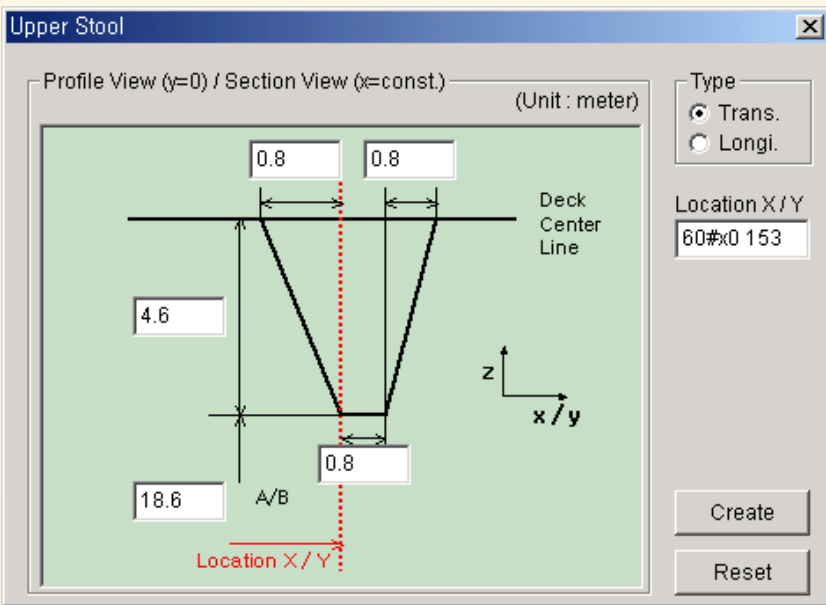 Upper Stool
Profile View (y=0) / Section View (x=const.)
(Unit : meter)
0.8
0.8
Deck
Center
Line
4.6
z
x / y
0.8
18.6
A/B
Location X / Y
Type
Trans.
Longi.
Location X / Y
60#x0 153
Create
Reset